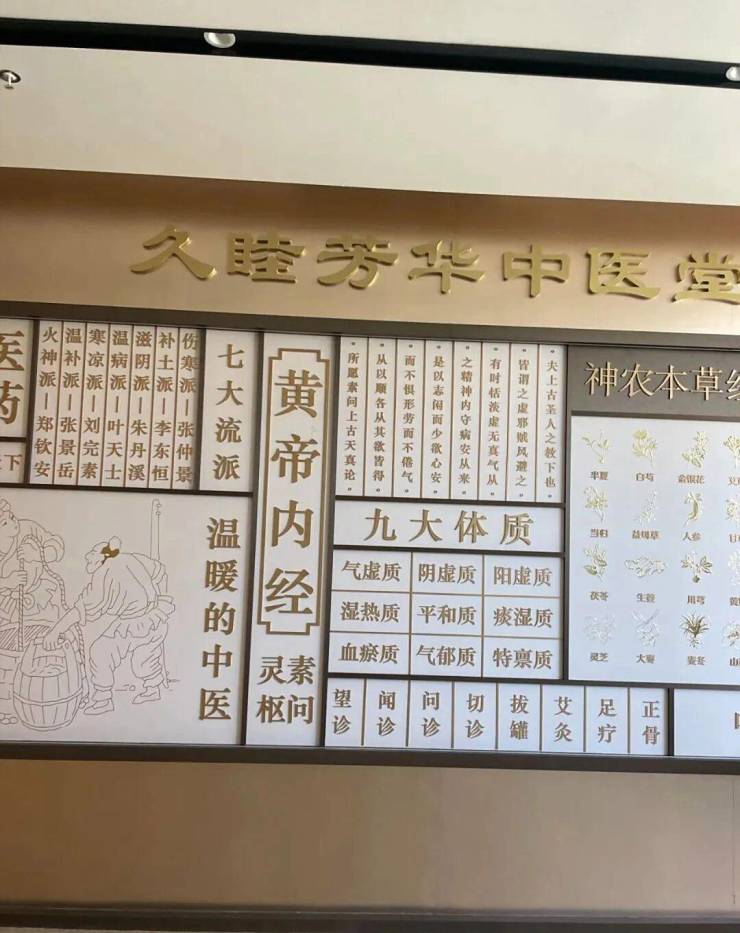 久睦芳华中医堂
医药
下
七大流派
伤寒派—张仲景
补土派—李东恒
滋阴派—朱丹溪
温病派—叶天士
寒凉派—刘完素
温补派—张景岳
火神派—郑钦安
温暖的中医
黄帝内经
素问
灵枢
夫上古圣人之教下也
皆谓之虚邪贼风避之
有时恬淡虚无真气从
之精神内守病安从来
是以志闲而少欲心安
而不惧形劳而不倦气
从以顺各从其欲皆得
所愿素问上古天真论
九大体质
气虚质 阴虚质 阳虚质
湿热质 平和质 痰湿质
血瘀质 气郁质 特禀质
望诊 闻诊 问诊 切诊 拔罐 艾灸 足疗 正骨
神农本草
半夏 白芍 金银花
当归 益母草 人参
茯苓 生姜 川芎
灵芝 大枣 麦冬